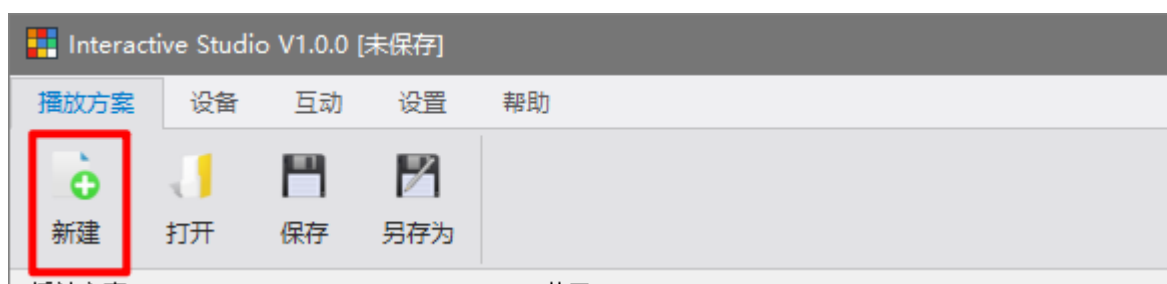 Interactive Studio V1.0.0 [未保存]
播放方案 设备 互动 设置 帮助
新建 打开 保存 另存为